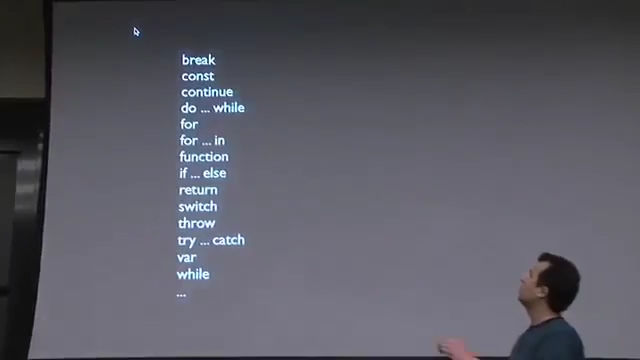 break
const
continue
do ... while
for
for ... in
function
if ... else
return
switch
throw
try ... catch
var
while
...